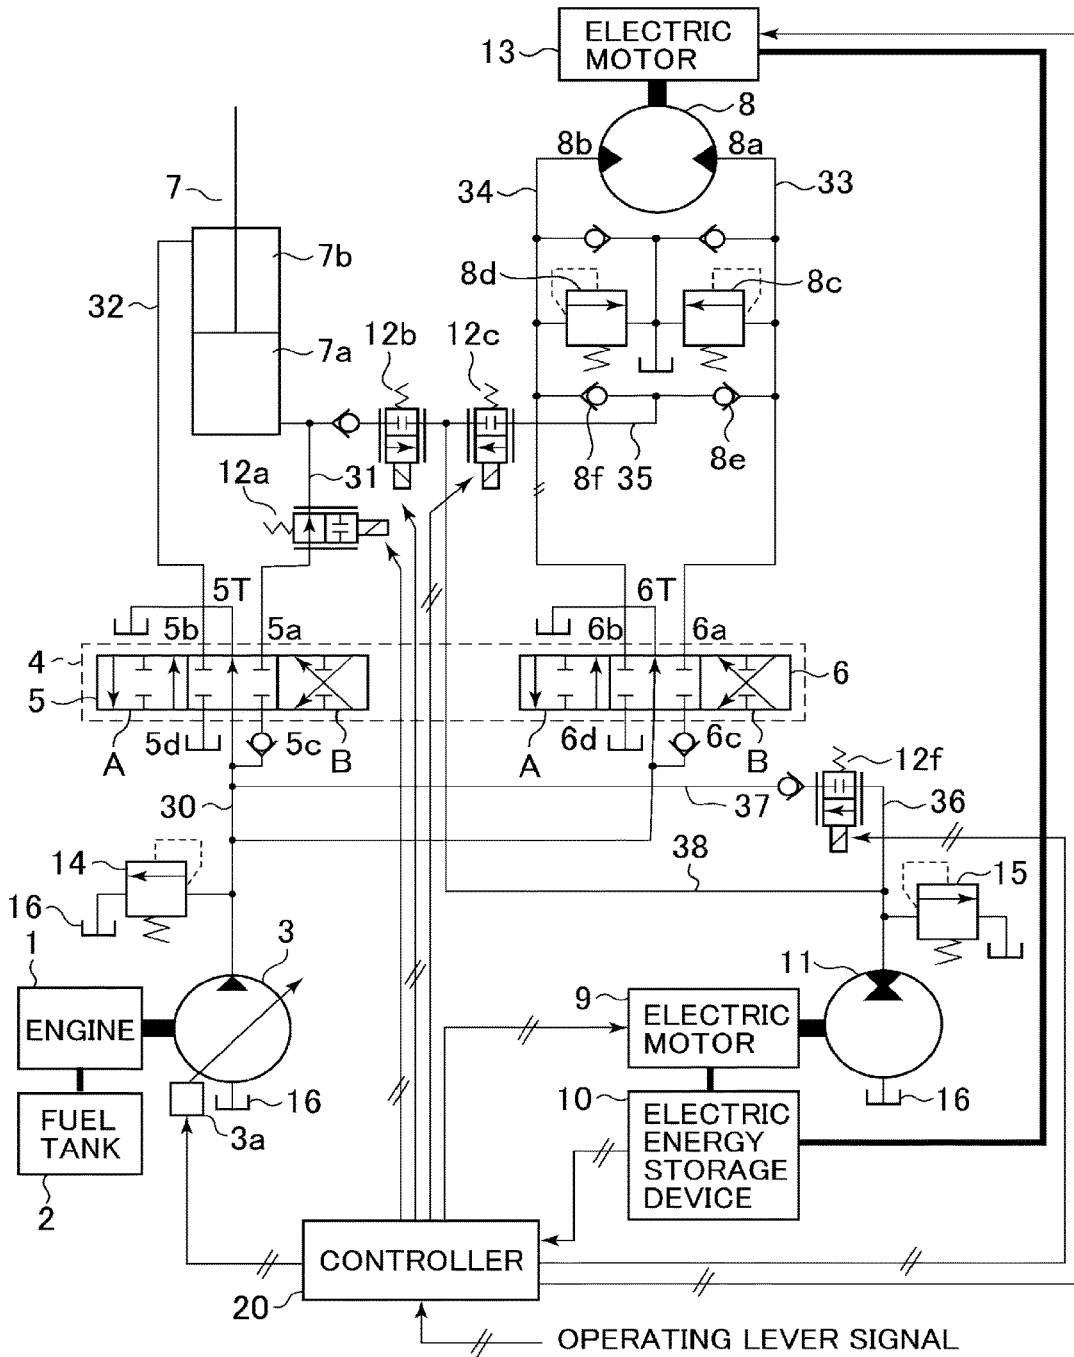 ELECTRIC
MOTOR
13
8
8b
8a
34
33
7
7b
32
8d
8c
12b
12c
7a
12a
31
8f
35
8e
5T
6T
5b
5a
6b
6a
4
5
6
A
5d
5c
B
A
6d
6c
B
12f
30
37
36
14
38
15
16
1
3
11
9
ENGINE
ELECTRIC
MOTOR
10
16
16
FUEL
TANK
3a
ELECTRIC
ENERGY
STORAGE
DEVICE
2
CONTROLLER
20
OPERATING LEVER SIGNAL